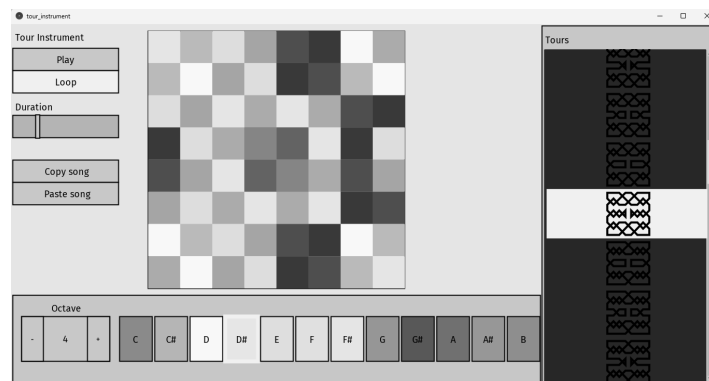 tour_instrument
Tour Instrument
Play
Loop
Duration
Copy song
Paste song
Tours
Octave
- 4 +
C C# D D# E F F# G G# A A# B